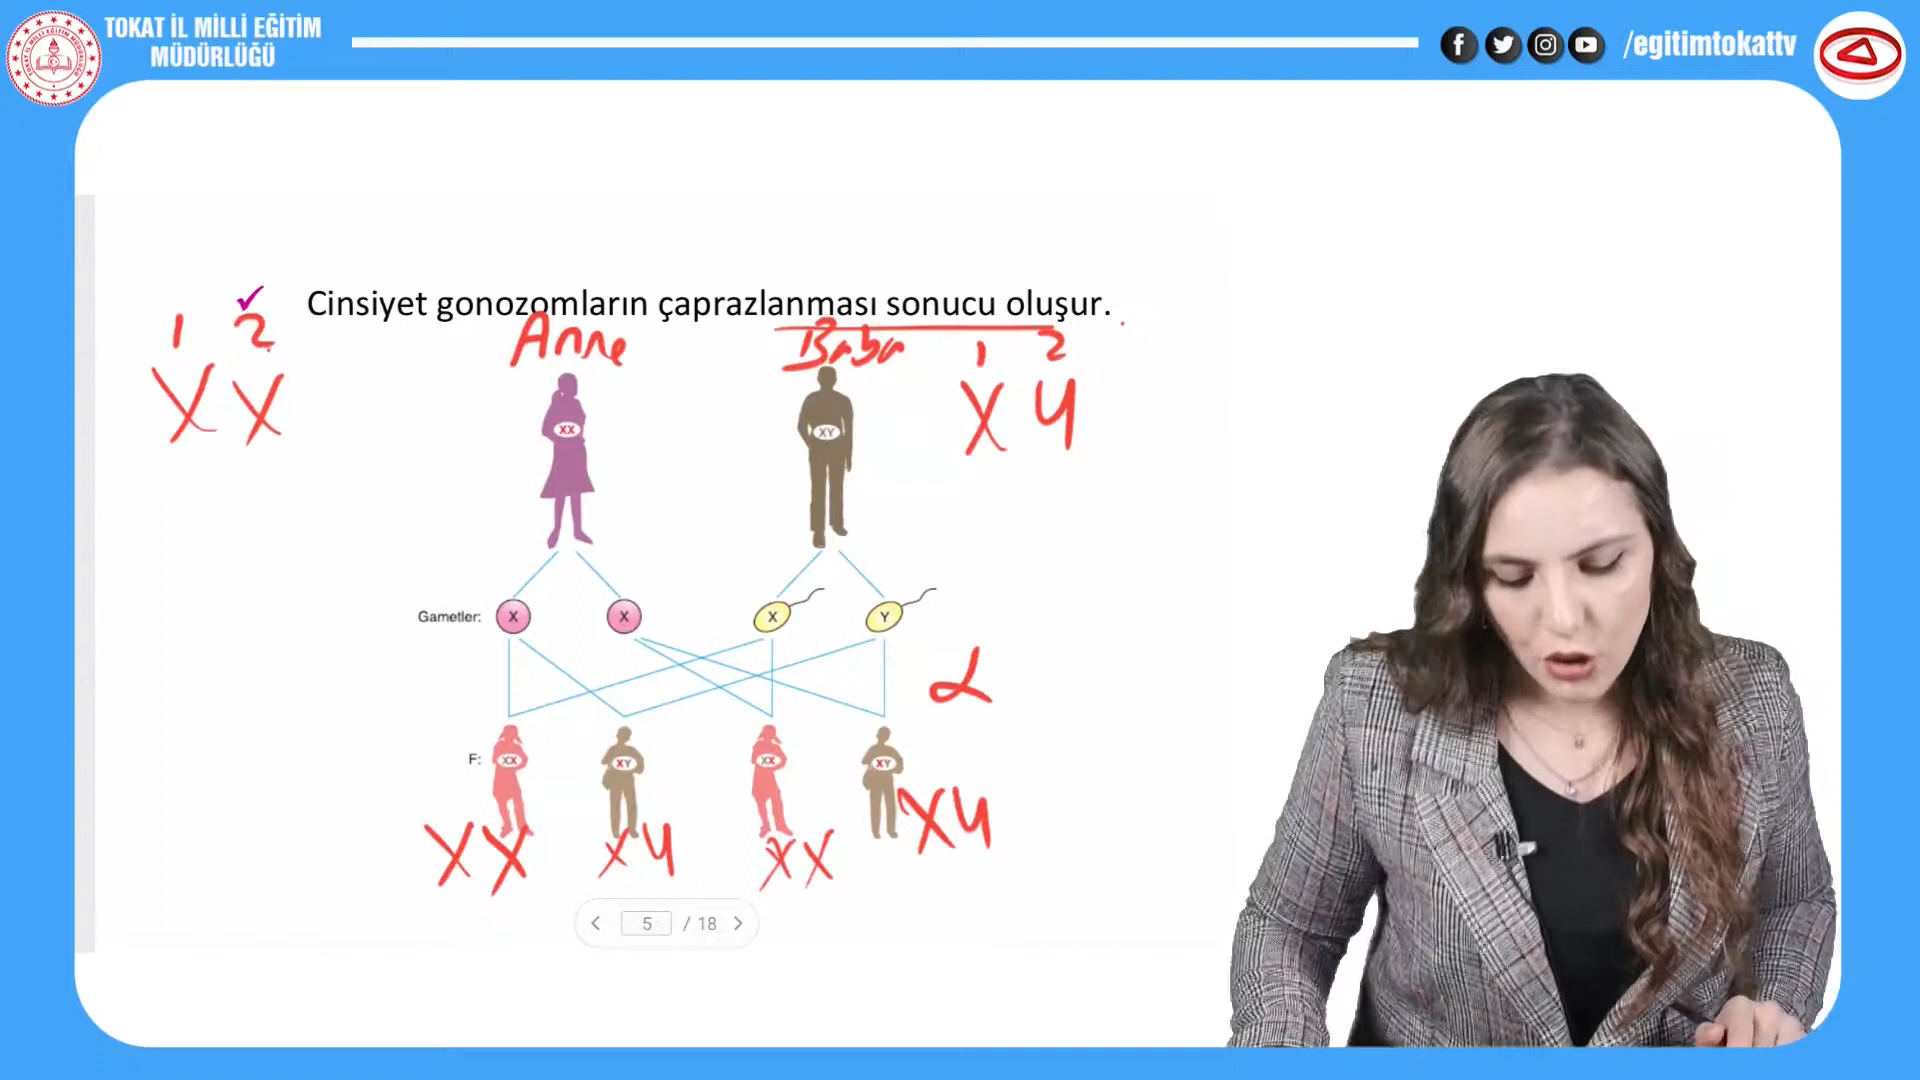 TOKAT İL MİLLİ EĞİTİM
MÜDÜRLÜĞÜ
/egitimtokattv
✓ Cinsiyet gonozomların çaprazlanması sonucu oluşur.
1 2
Anne
Baba
1 2
X X
X Y
XX
XY
Gametler:
X
X
X
Y
F:
XX
XY
XX
XY
XX
XY
XX
XY
5 / 18